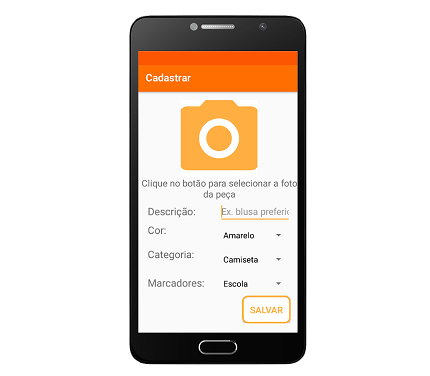 Cadastrar
Clique no botão para selecionar a foto
da peça
Descrição: Ex. blusa preferic
Cor: Amarelo
Categoria: Camiseta
Marcadores: Escola
SALVAR